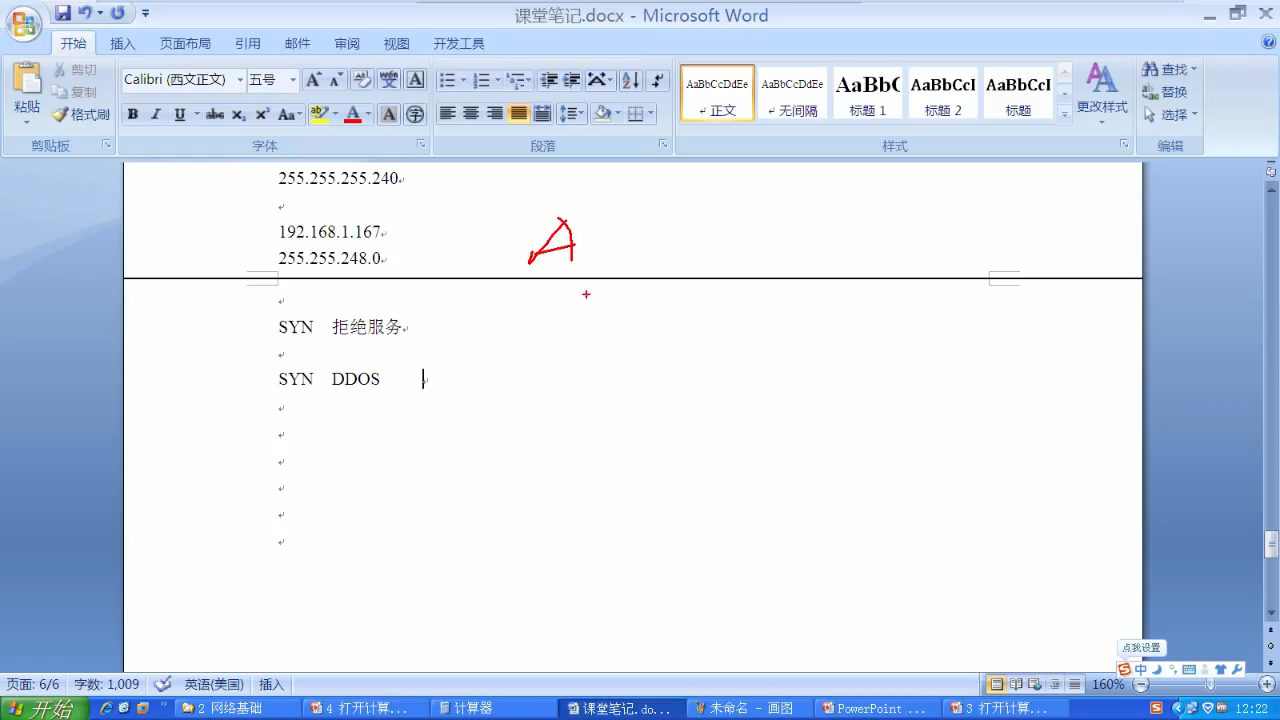 课堂笔记.docx - Microsoft Word
开始 插入 页面布局 引用 邮件 审阅 视图 开发工具
粘贴 剪切 复制 格式刷
Calibri (西文正文) 五号
AaBbCcDdEe AaBbCcDdEe AaBbC AaBbCcI AaBbCcI
正文 无间隔 标题 1 标题 2 标题
更改样式
查找 替换 选择
剪贴板 字体 段落 样式 编辑
255.255.255.240
192.168.1.167
255.255.248.0
A
SYN 拒绝服务
SYN DDOS
点我设置
中
页面: 6/6 字数: 1,009 英语(美国) 插入 160%
开始 2 网络基础 4 打开计算... 计算器 课堂笔记.do... 未命名 - 画图 PowerPoint ... 3 打开计算... 12:22